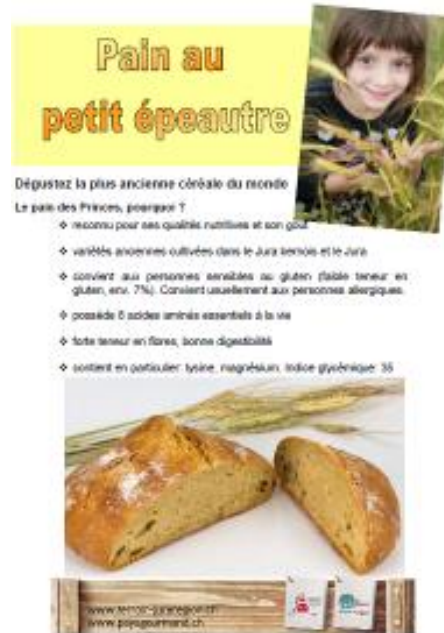 Pain au
petit épeautre
Dégustez la plus ancienne céréale du monde
Le pain des Princes, pourquoi ?
❖ reconnu pour ses qualités nutritives et son goût
❖ variétés anciennes cultivées dans le Jura bernois et le Jura
❖ convient aux personnes sensibles au gluten (faible teneur en
gluten, env. 7%). Convient usuellement aux personnes allergiques.
❖ possède 8 acides aminés essentiels à la vie
❖ forte teneur en fibres, bonne digestibilité
❖ contient en particulier: lysine, magnésium. Indice glycémique: 35
www.terroir-juraregion.ch
www.paysgourmand.ch